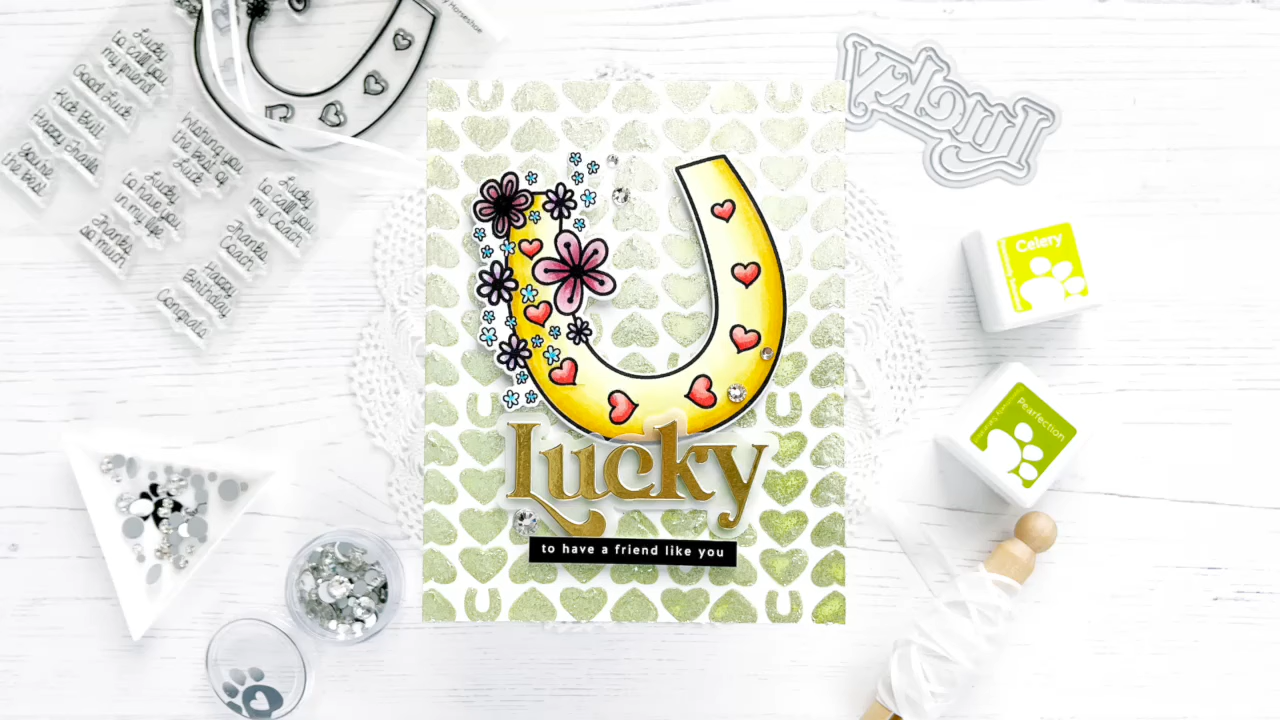 Horseshoe
Lucky
to call you
my friend
Good Luck
Kick Butt
Happy Trails
You're
the Best
Wishing you
the best of
Luck
Lucky
to have you
in my life
Thanks
so much
Lucky
to call you
my Coach
Thanks
Coach
Happy
Birthday
Congrats
Lucky
Celery
Pearfection
Lucky
to have a friend like you